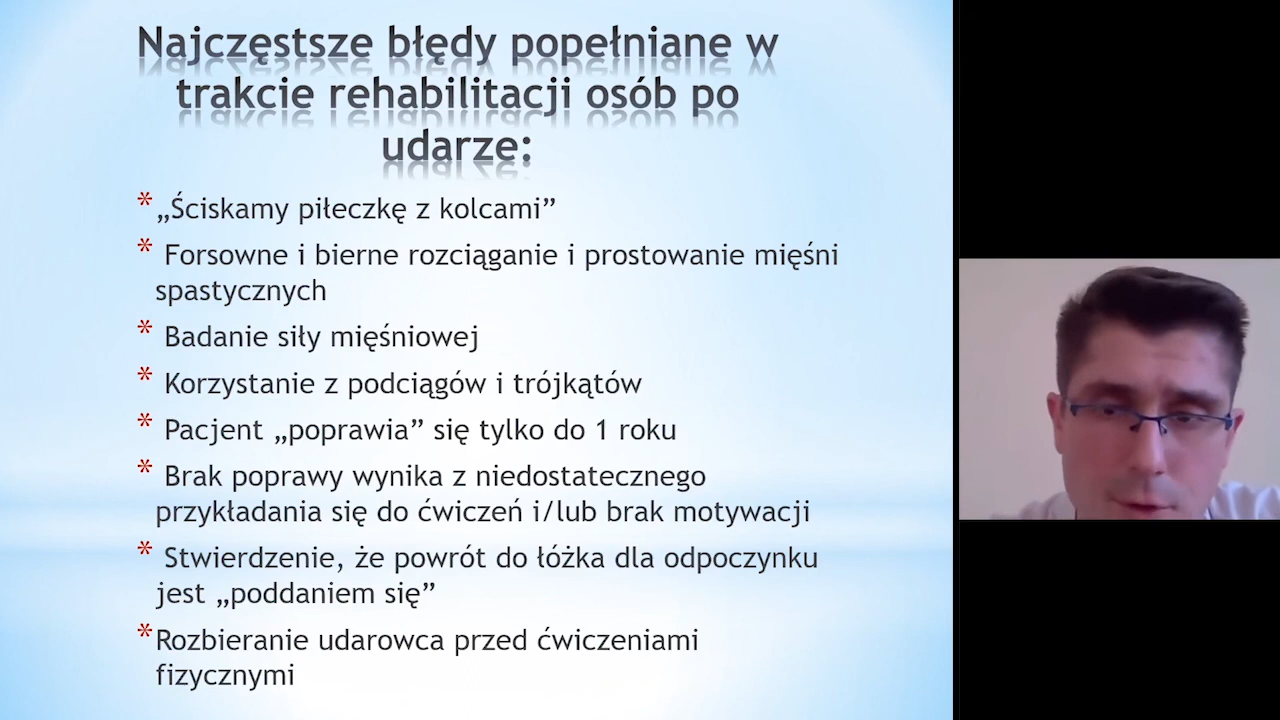 Najczęstsze błędy popełniane w
trakcie rehabilitacji osób po
udarze:
* „Ściskamy piłeczkę z kolcami”
* Forsowne i bierne rozciąganie i prostowanie mięśni
spastycznych
* Badanie siły mięśniowej
* Korzystanie z podciągów i trójkątów
* Pacjent „poprawia” się tylko do 1 roku
* Brak poprawy wynika z niedostatecznego
przykładania się do ćwiczeń i/lub brak motywacji
* Stwierdzenie, że powrót do łóżka dla odpoczynku
jest „poddaniem się”
* Rozbieranie udarowca przed ćwiczeniami
fizycznymi